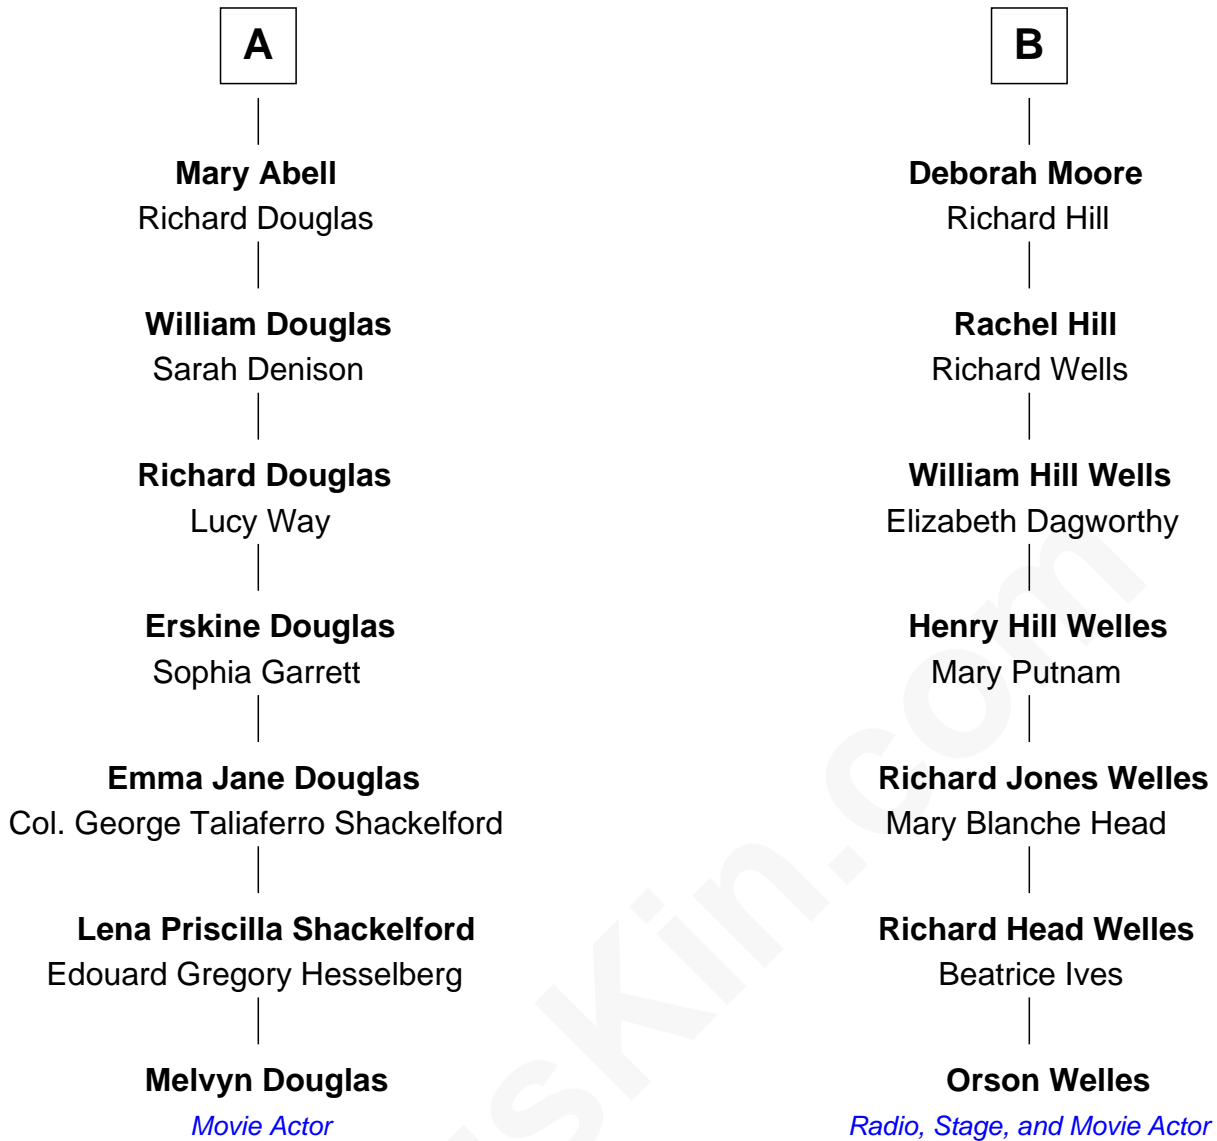 A
Mary Abell
Richard Douglas
William Douglas
Sarah Denison
Richard Douglas
Lucy Way
Erskine Douglas
Sophia Garrett
Emma Jane Douglas
Col. George Taliaferro Shackelford
Lena Priscilla Shackelford
Edouard Gregory Hesselberg
Melvyn Douglas
Movie Actor
B
Deborah Moore
Richard Hill
Rachel Hill
Richard Wells
William Hill Wells
Elizabeth Dagworthy
Henry Hill Welles
Mary Putnam
Richard Jones Welles
Mary Blanche Head
Richard Head Welles
Beatrice Ives
Orson Welles
Radio, Stage, and Movie Actor
sKin.com